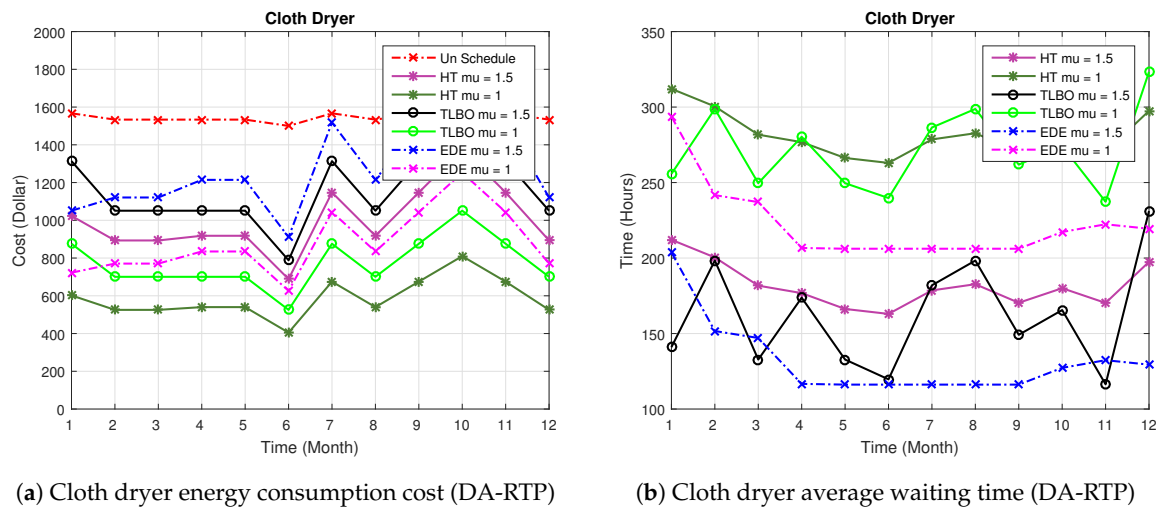 Cloth Dryer
2000
1800
1600
1400
1200
1000
800
600
400
200
0
Cost (Dollar)
Un Schedule
HT mu = 1.5
HT mu = 1
TLBO mu = 1.5
TLBO mu = 1
EDE mu = 1.5
EDE mu = 1
1 2 3 4 5 6 7 8 9 10 11 12
Time (Month)
(a) Cloth dryer energy consumption cost (DA-RTP)
Cloth Dryer
350
300
250
200
150
100
Time (Hours)
HT mu = 1.5
HT mu = 1
TLBO mu = 1.5
TLBO mu = 1
EDE mu = 1.5
EDE mu = 1
1 2 3 4 5 6 7 8 9 10 11 12
Time (Month)
(b) Cloth dryer average waiting time (DA-RTP)